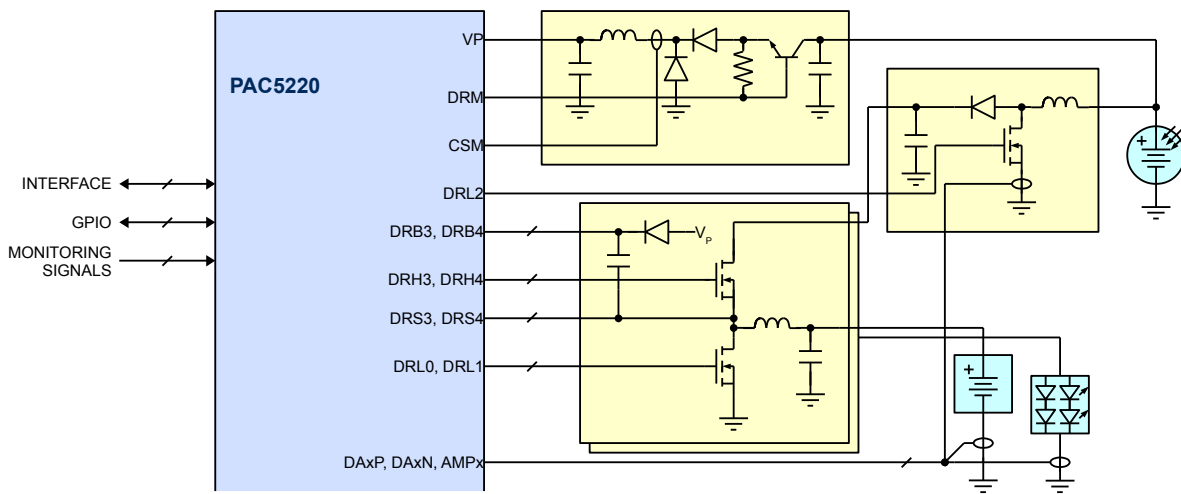 VP
PAC5220
DRM
CSM
INTERFACE
DRL2
GPIO
DRB3, DRB4
VP
MONITORING
SIGNALS
DRH3, DRH4
DRS3, DRS4
DRL0, DRL1
DAxP, DAxN, AMPx